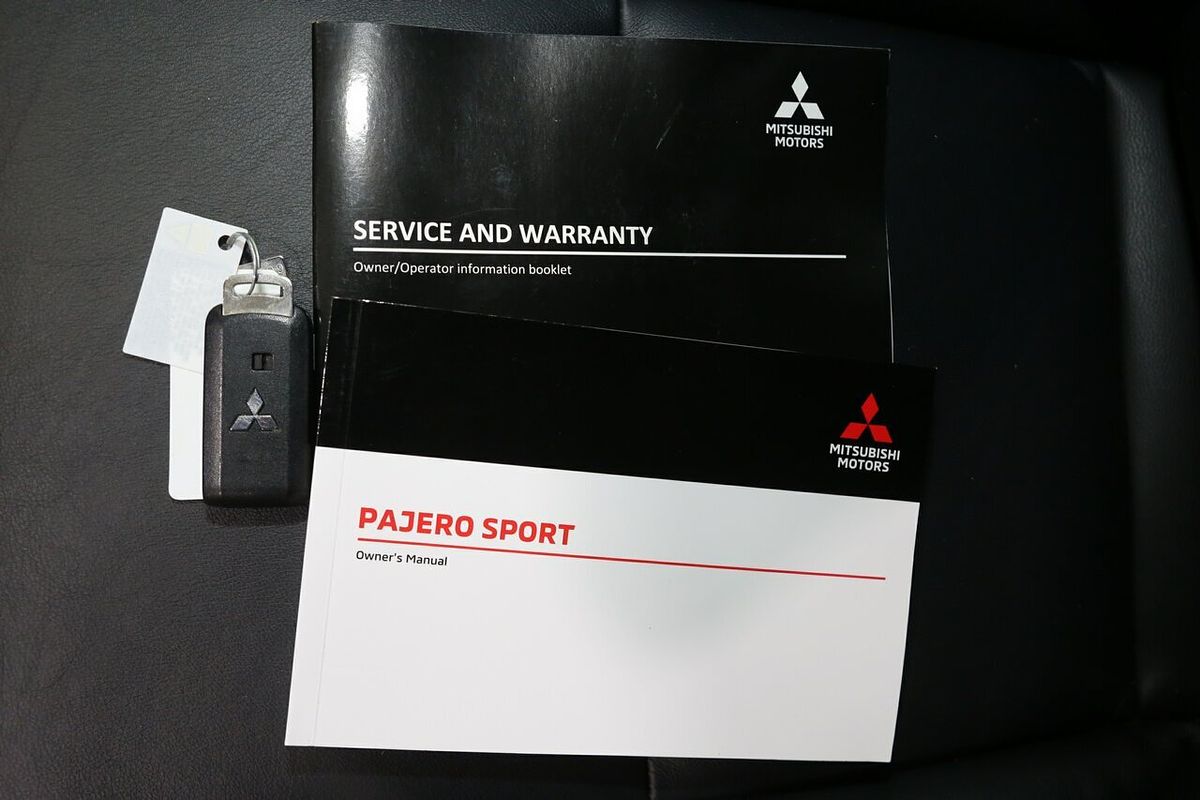 MITSUBISHI
MOTORS
SERVICE AND WARRANTY
Owner/Operator information booklet
MITSUBISHI
MOTORS
PAJERO SPORT
Owner's Manual